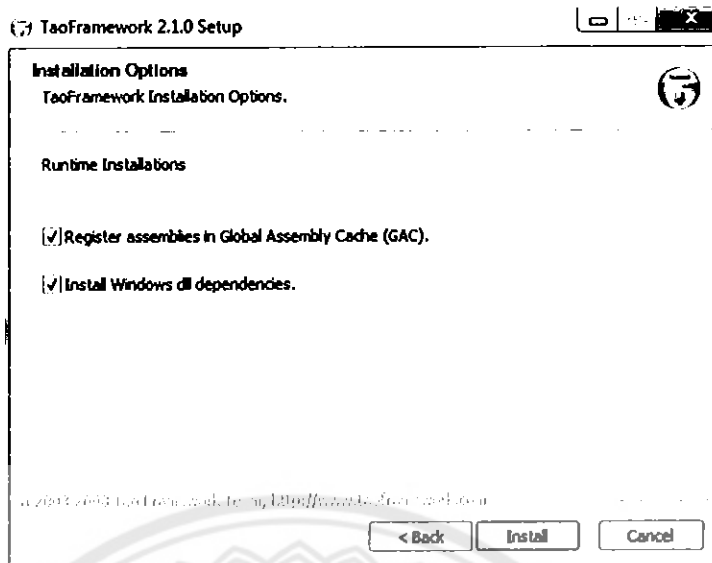 TaoFramework 2.1.0 Setup
Installation Options
TaoFramework Installation Options.
Runtime Installations
Register assemblies in Global Assembly Cache (GAC).
Install Windows dll dependencies.
< Back Install Cancel